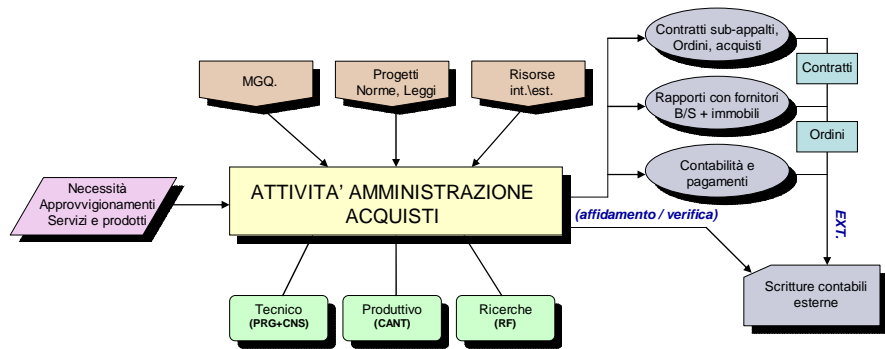 Contratti sub-appalti,
Ordini, acquisti
Contratti
MGQ.
Progetti
Norme, Leggi
Risorse
int.\est.
Rapporti con fornitori
B/S + immobili
Ordini
Necessità
Approvvigionamenti
Servizi e prodotti
ATTIVITA’ AMMINISTRAZIONE
ACQUISTI
Contabilità e
pagamenti
(affidamento / verifica)
EXT.
Scritture contabili
esterne
Tecnico
(PRG+CNS)
Produttivo
(CANT)
Ricerche
(RF)